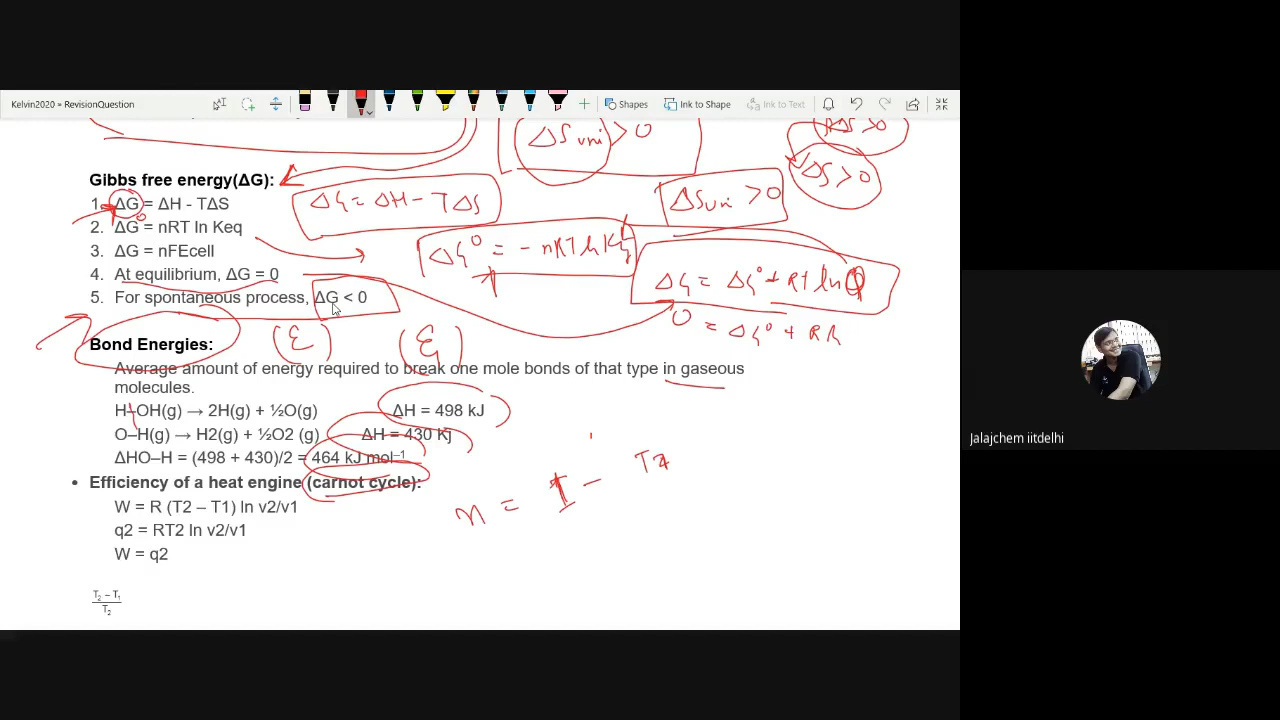 Kelvin2020 » RevisionQuestion
Shapes
Ink to Shape
Ink to Text
ΔS uni > 0
ΔS > 0
ΔS > 0
Gibbs free energy(ΔG):
1. ΔG = ΔH - TΔS
ΔG = ΔH - TΔS
ΔSuni > 0
2. ΔG° = nRT ln Keq
ΔG° = - nRT ln Keq
3. ΔG = nFEcell
4. At equilibrium, ΔG = 0
ΔG = ΔG° + RT ln Q
5. For spontaneous process, ΔG < 0
0 = ΔG° + R
Bond Energies:
Average amount of energy required to break one mole bonds of that type in gaseous
molecules.
H–OH(g) → 2H(g) + ½O(g) ΔH = 498 kJ
O–H(g) → H2(g) + ½O2 (g) ΔH = 430 Kj
Jalajchem iitdelhi
ΔHO–H = (498 + 430)/2 = 464 kJ mol⁻¹
• Efficiency of a heat engine (carnot cycle):
η = 1 - T2
W = R (T2 – T1) ln v2/v1
q2 = RT2 ln v2/v1
W = q2
T₂ – T₁
T₂